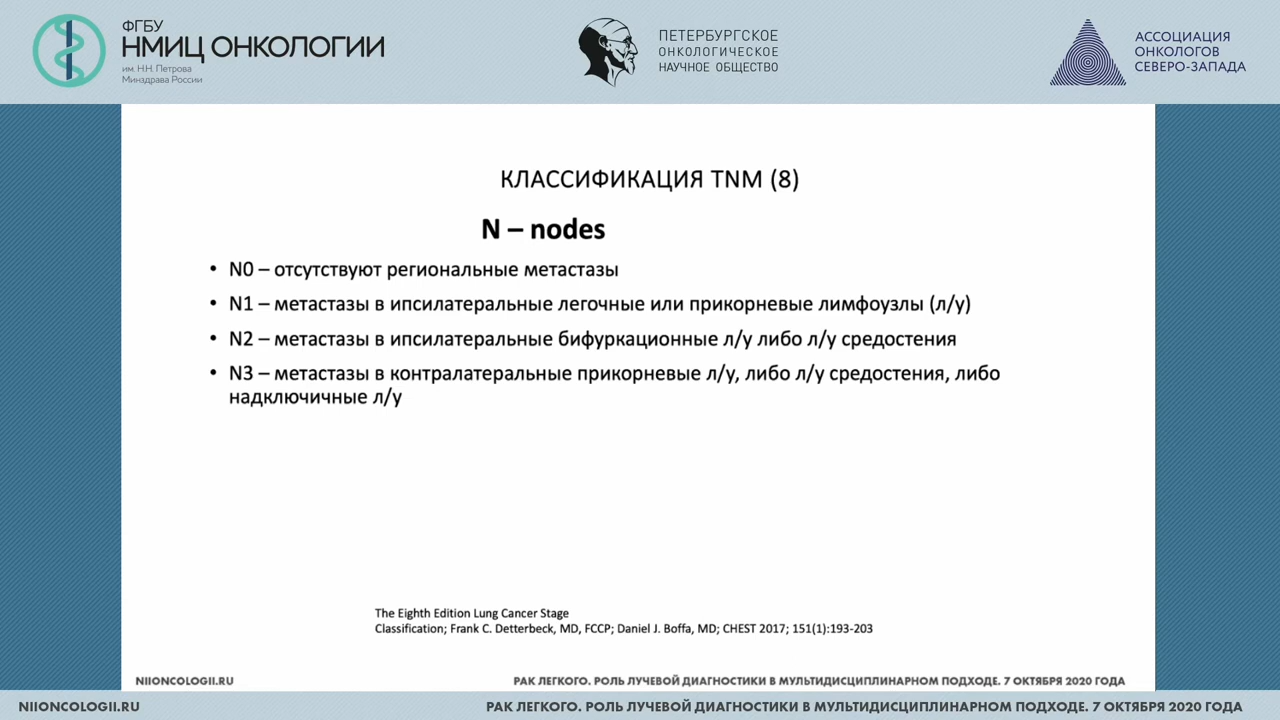 ФГБУ
НМИЦ ОНКОЛОГИИ
им. Н.Н. Петрова
Минздрава России
ПЕТЕРБУРГСКОЕ
ОНКОЛОГИЧЕСКОЕ
НАУЧНОЕ ОБЩЕСТВО
АССОЦИАЦИЯ
ОНКОЛОГОВ
СЕВЕРО-ЗАПАДА
КЛАССИФИКАЦИЯ TNM (8)
N – nodes
• N0 – отсутствуют региональные метастазы
• N1 – метастазы в ипсилатеральные легочные или прикорневые лимфоузлы (л/у)
• N2 – метастазы в ипсилатеральные бифуркационные л/у либо л/у средостения
• N3 – метастазы в контралатеральные прикорневые л/у, либо л/у средостения, либо
надключичные л/у
The Eighth Edition Lung Cancer Stage
Classification; Frank C. Detterbeck, MD, FCCP; Daniel J. Boffa, MD; CHEST 2017; 151(1):193-203
NIIONCOLOGII.RU
РАК ЛЕГКОГО. РОЛЬ ЛУЧЕВОЙ ДИАГНОСТИКИ В МУЛЬТИДИСЦИПЛИНАРНОМ ПОДХОДЕ. 7 ОКТЯБРЯ 2020 ГОДА
NIIONCOLOGII.RU
РАК ЛЕГКОГО. РОЛЬ ЛУЧЕВОЙ ДИАГНОСТИКИ В МУЛЬТИДИСЦИПЛИНАРНОМ ПОДХОДЕ. 7 ОКТЯБРЯ 2020 ГОДА